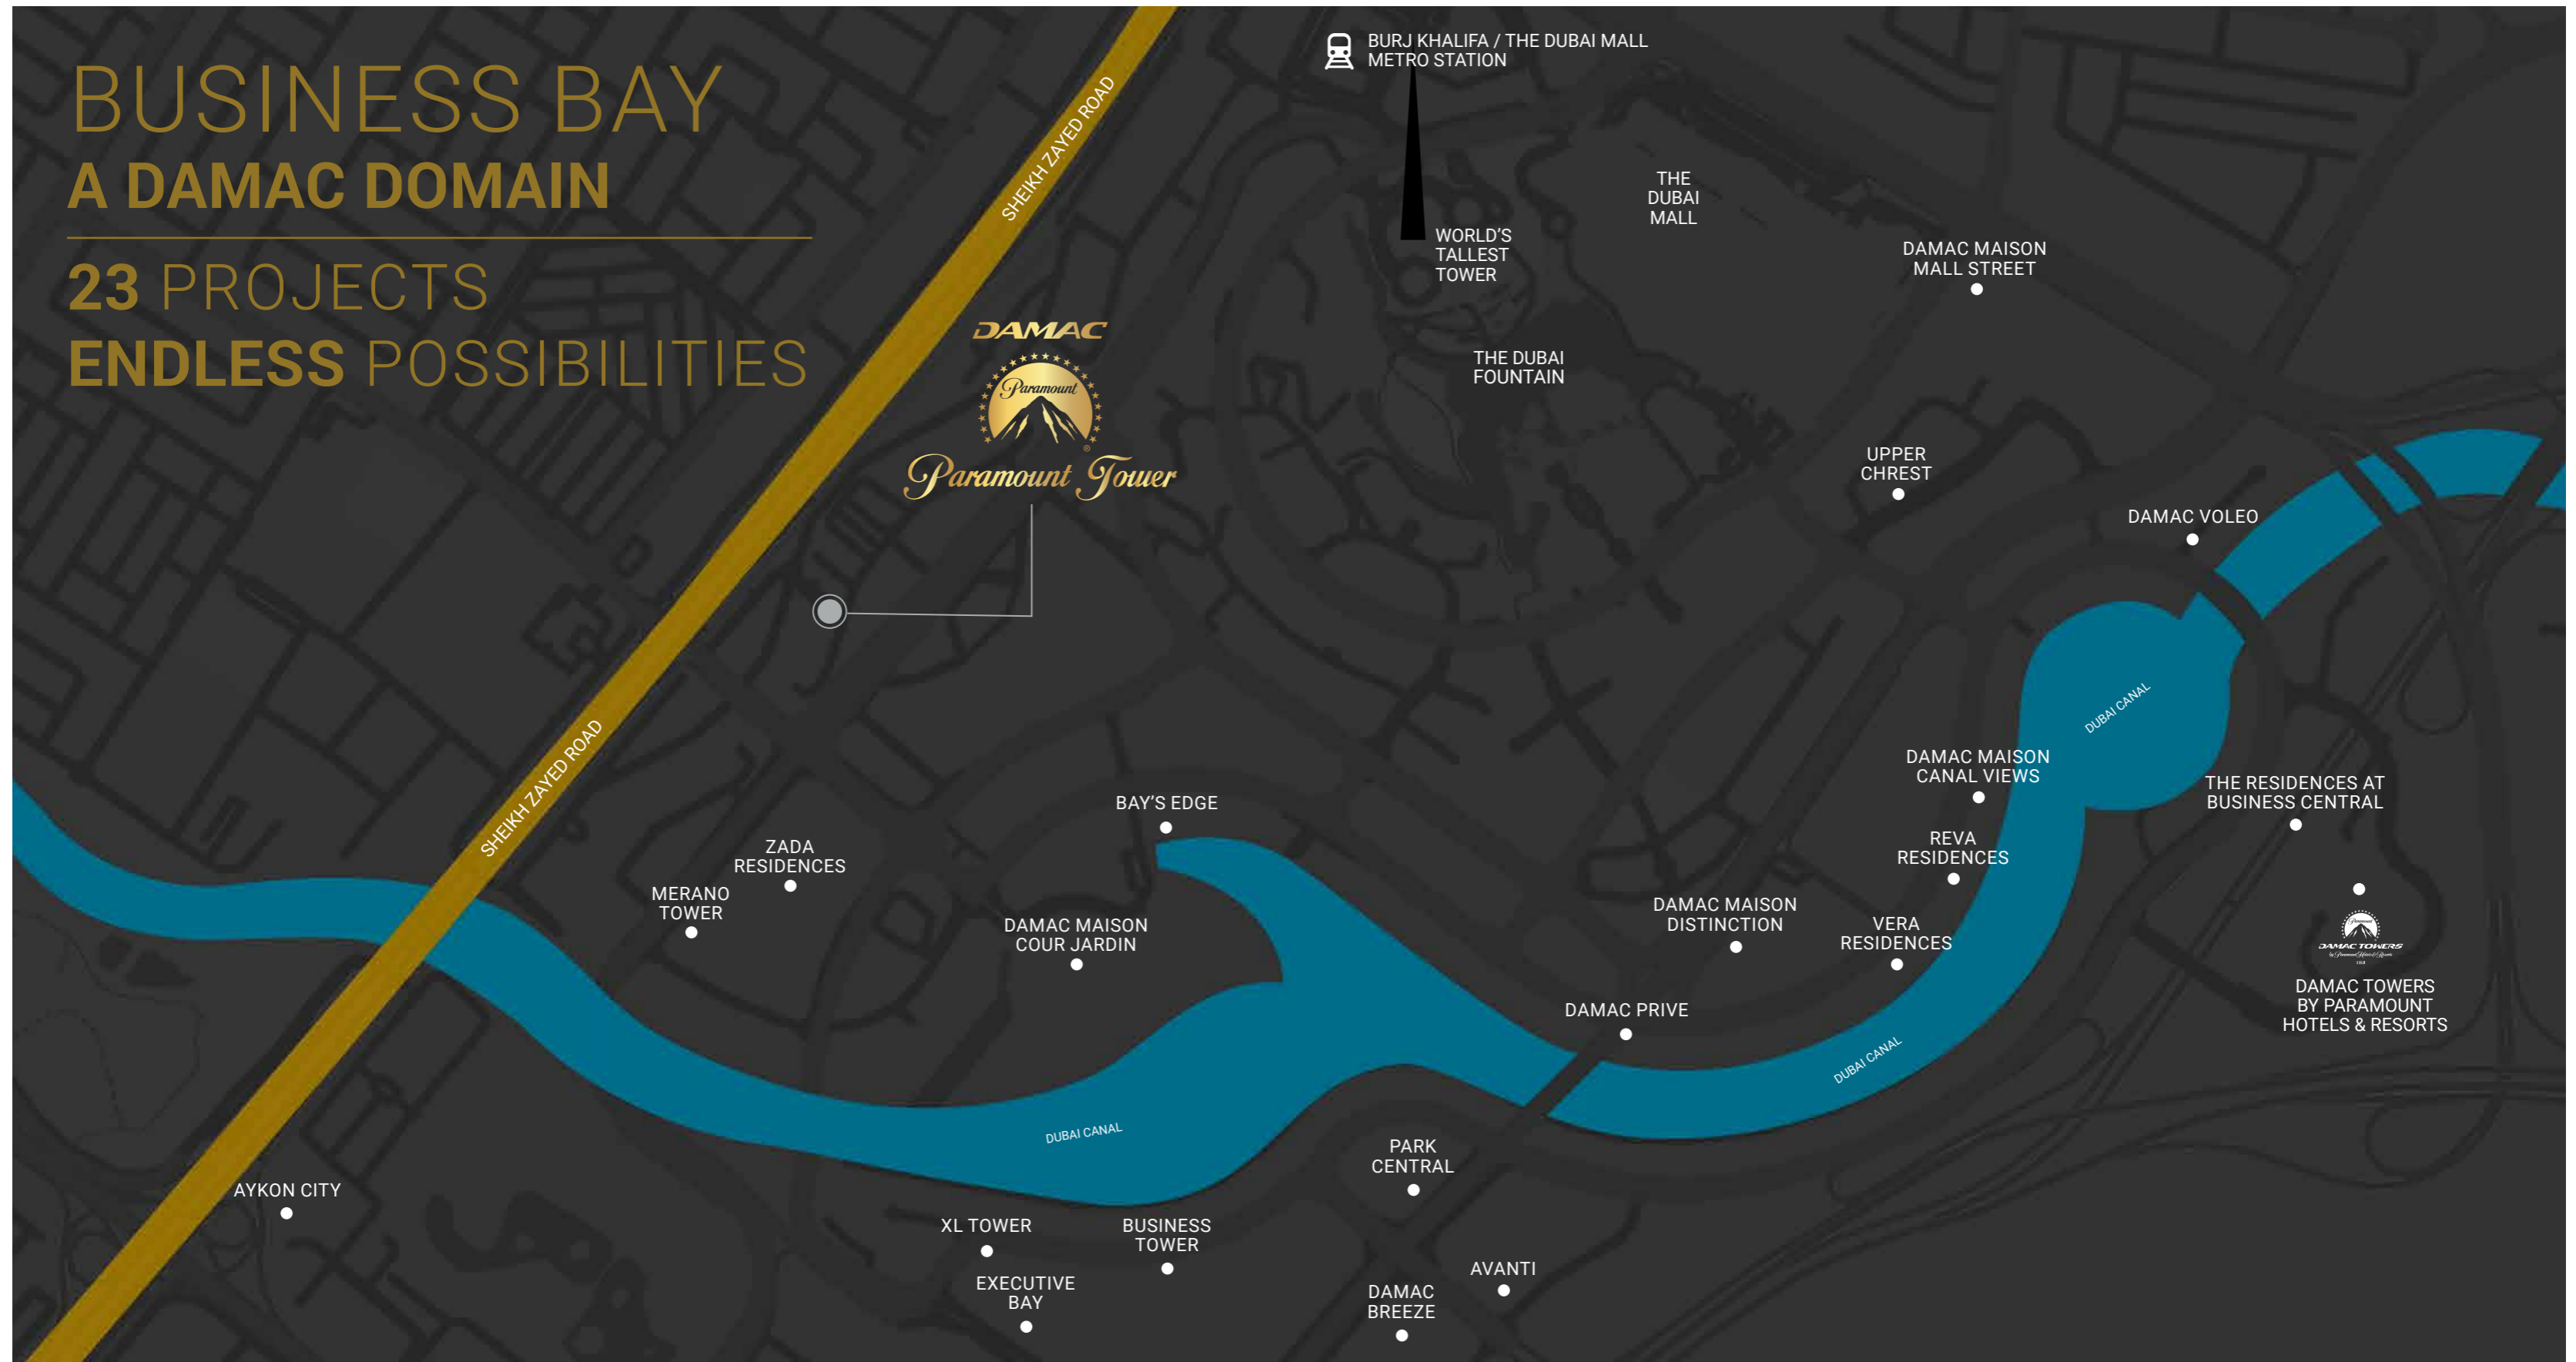 BUSINESS BAY
A DAMAC DOMAIN
23 PROJECTS
ENDLESS POSSIBILITIES
SHEIKH ZAYED ROAD
BURJ KHALIFA / THE DUBAI MALL
METRO STATION
THE
DUBAI
MALL
WORLD'S
TALLEST
TOWER
DAMAC MAISON
MALL STREET
DAMAC
Paramount
®
Paramount Tower
THE DUBAI
FOUNTAIN
UPPER
CHREST
DAMAC VOLEO
DUBAI CANAL
SHEIKH ZAYED ROAD
DAMAC MAISON
CANAL VIEWS
THE RESIDENCES AT
BUSINESS CENTRAL
BAY'S EDGE
ZADA
RESIDENCES
REVA
RESIDENCES
MERANO
TOWER
DAMAC MAISON
COUR JARDIN
DAMAC MAISON
DISTINCTION
VERA
RESIDENCES
Paramount
DAMAC TOWERS
by Paramount Hotels & Resorts
DAMAC TOWERS
BY PARAMOUNT
HOTELS & RESORTS
DAMAC PRIVE
DUBAI CANAL
DUBAI CANAL
PARK
CENTRAL
AYKON CITY
XL TOWER
BUSINESS
TOWER
EXECUTIVE
BAY
AVANTI
DAMAC
BREEZE